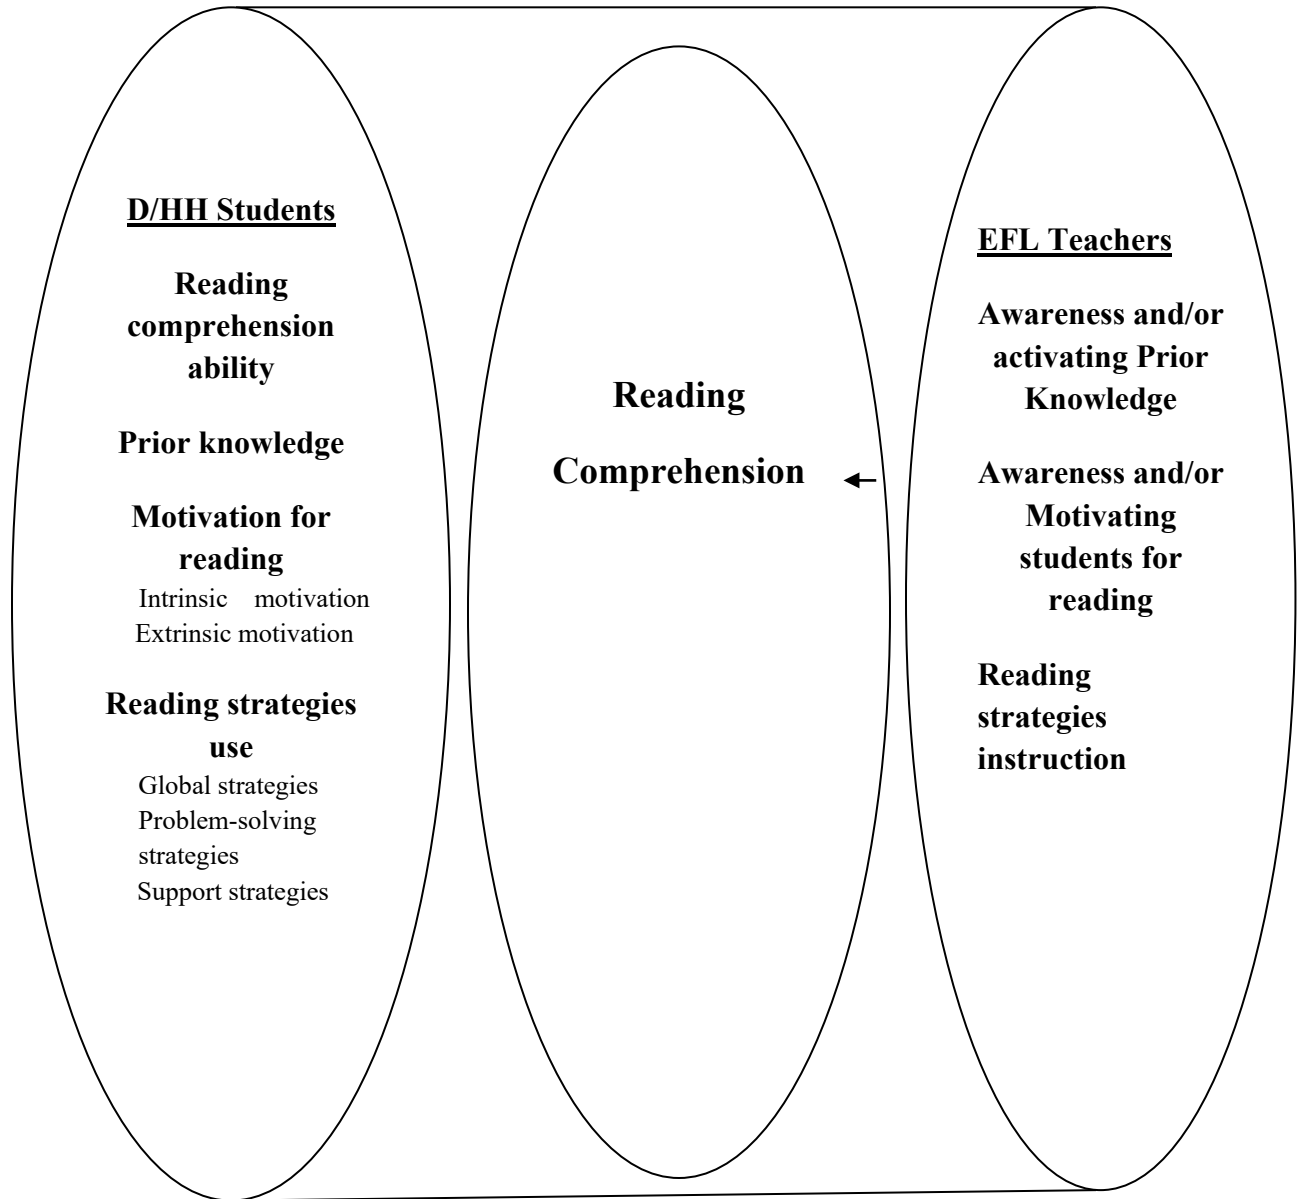 D/HH Students
Reading
comprehension
ability
Prior knowledge
Motivation for
reading
Intrinsic motivation
Extrinsic motivation
Reading strategies
use
Global strategies
Problem-solving
strategies
Support strategies
Reading
Comprehension
EFL Teachers
Awareness and/or
activating Prior
Knowledge
Awareness and/or
Motivating
students for
reading
Reading
strategies
instruction